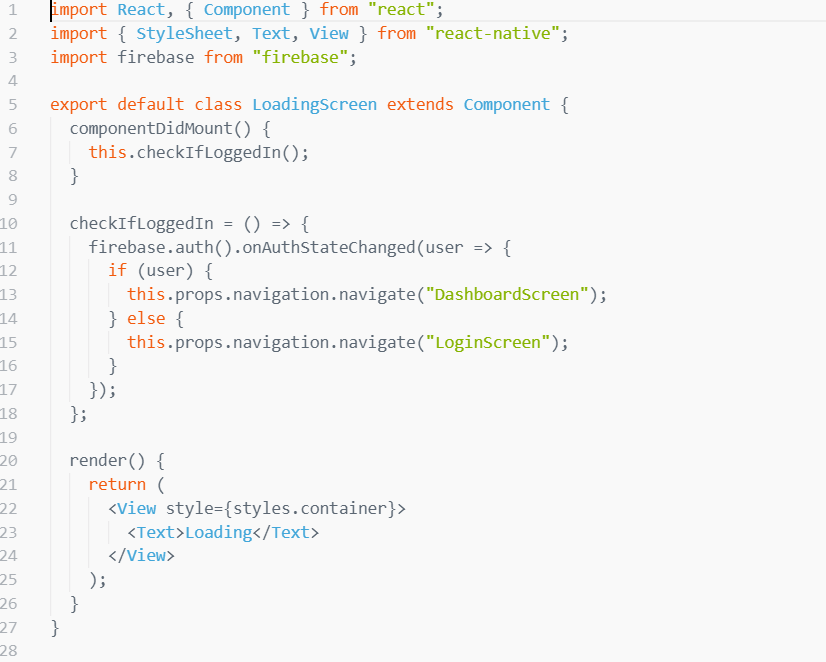 1 import React, { Component } from "react";
2 import { StyleSheet, Text, View } from "react-native";
3 import firebase from "firebase";
4
5 export default class LoadingScreen extends Component {
6   componentDidMount() {
7     this.checkIfLoggedIn();
8   }
9
10   checkIfLoggedIn = () => {
11     firebase.auth().onAuthStateChanged(user => {
12       if (user) {
13         this.props.navigation.navigate("DashboardScreen");
14       } else {
15         this.props.navigation.navigate("LoginScreen");
16       }
17     });
18   };
19
20   render() {
21     return (
22       <View style={styles.container}>
23         <Text>Loading</Text>
24       </View>
25     );
26   }
27 }
28